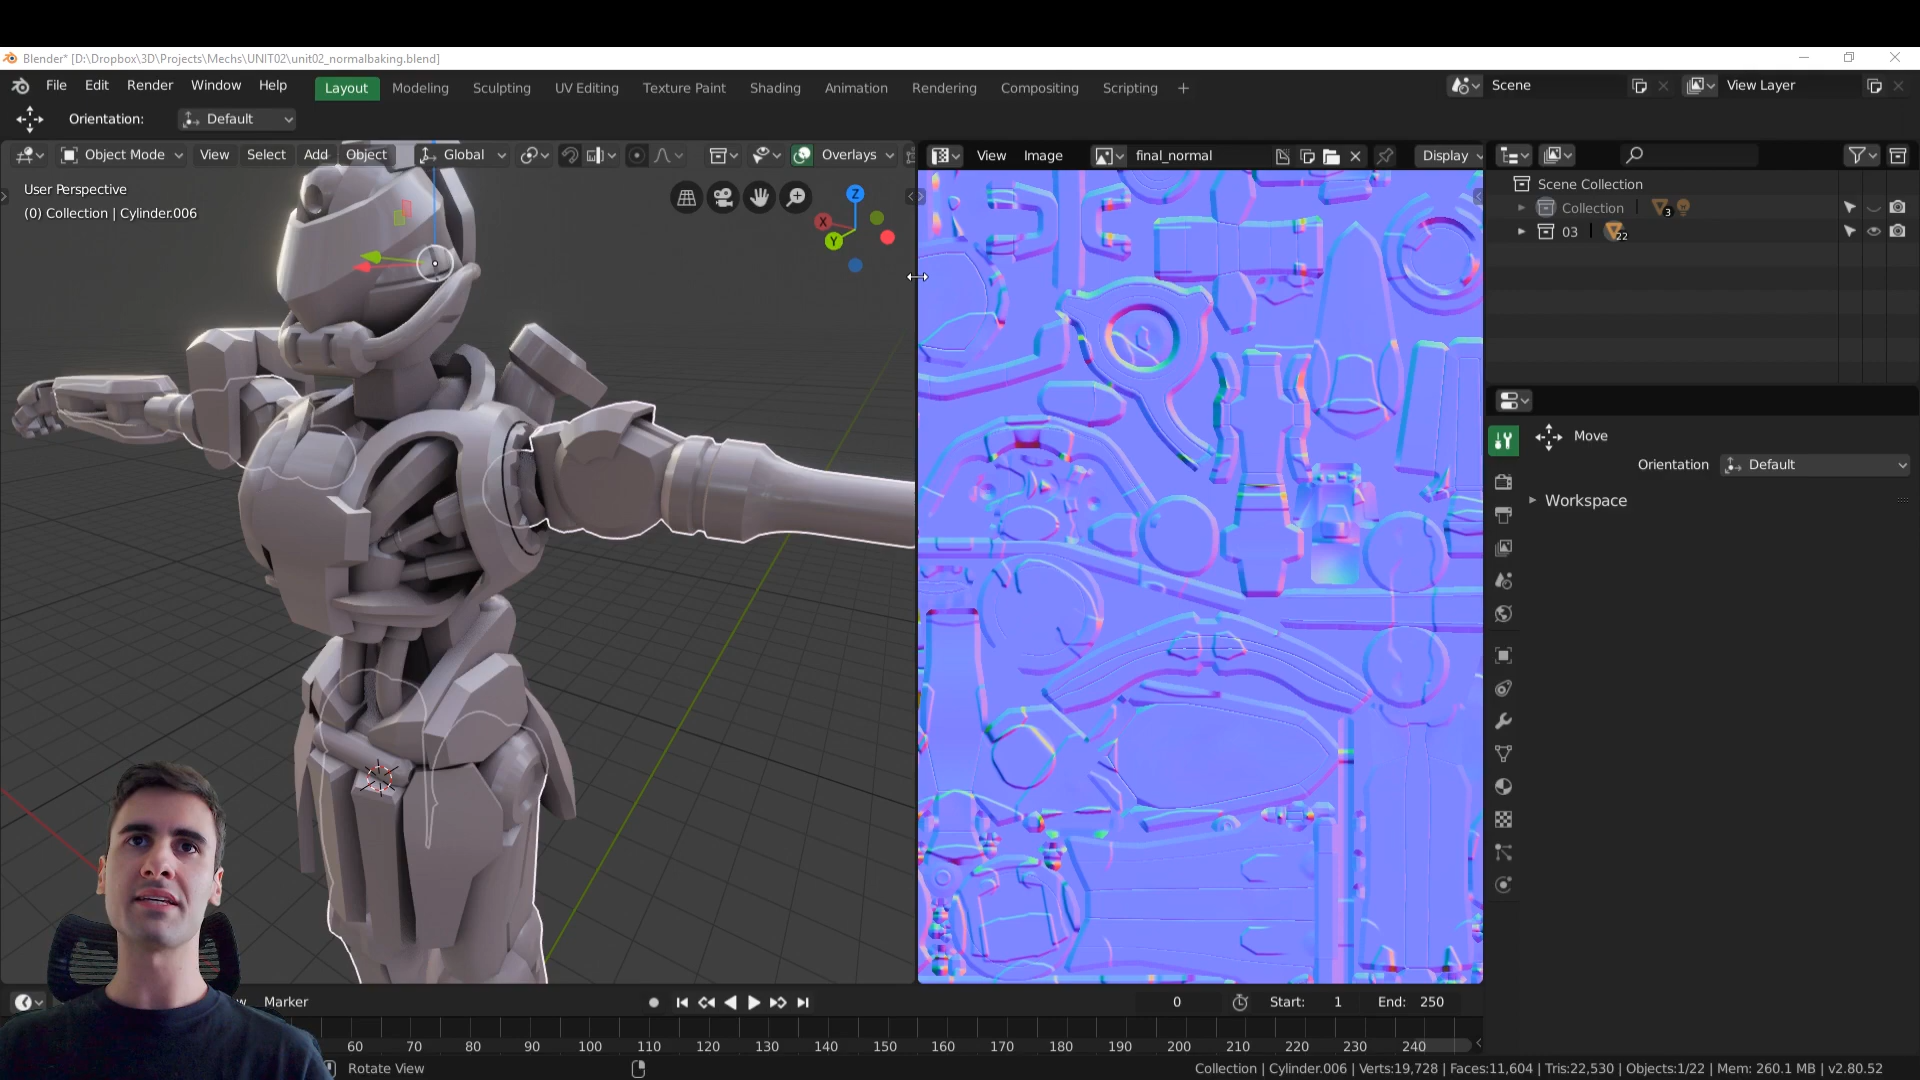 Blender* [D:\Dropbox\3D\Projects\Mechs\UNIT02\unit02_normalbaking.blend]
File Edit Render Window Help Layout Modeling Sculpting UV Editing Texture Paint Shading Animation Rendering Compositing Scripting + Scene View Layer
Orientation: Default
Object Mode View Select Add Object Global Overlays View Image final_normal Display
User Perspective
(0) Collection | Cylinder.006
Z
X
Y
Scene Collection
Collection 3
03 22
Move
Orientation Default
Workspace
w Marker 0 Start: 1 End: 250
60 70 80 90 100 110 120 130 140 150 160 170 180 190 200 210 220 230 240
Rotate View
Collection | Cylinder.006 | Verts:19,728 | Faces:11,604 | Tris:22,530 | Objects:1/22 | Mem: 260.1 MB | v2.80.52